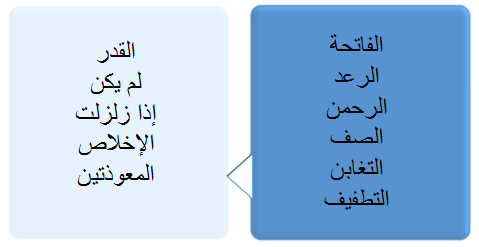 الفاتحة
الرعد
الرحمن
الصف
التغابن
التطفيف
القدر
لم يكن
إذا زلزلت
الإخلاص
المعوذتين